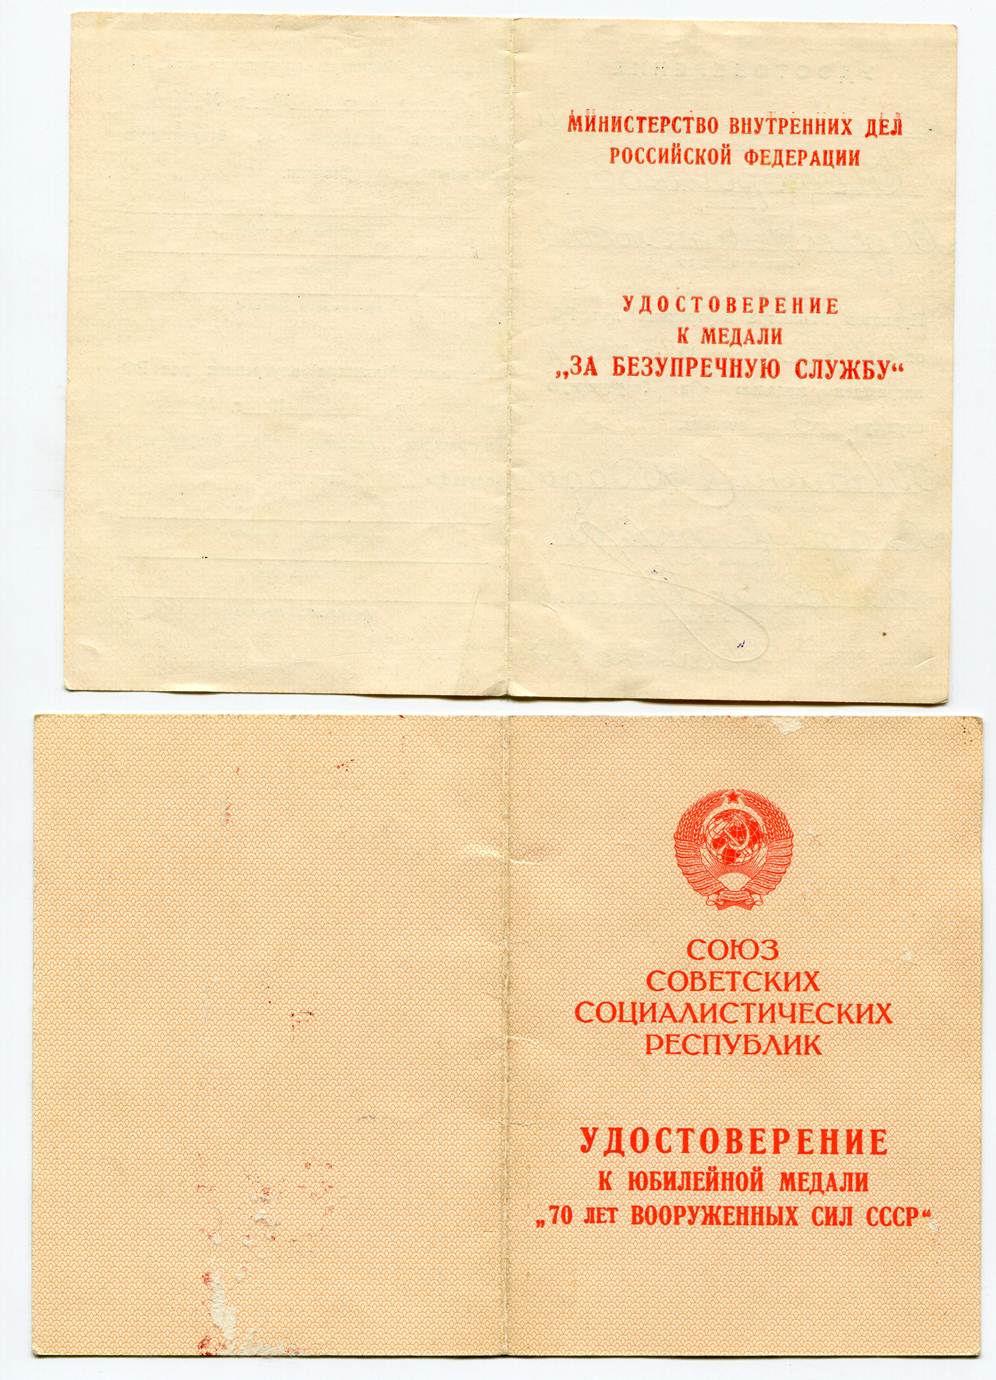 МИНИСТЕРСТВО ВНУТРЕННИХ ДЕЛ
РОССИЙСКОЙ ФЕДЕРАЦИИ
УДОСТОВЕРЕНИЕ
К МЕДАЛИ
„ЗА БЕЗУПРЕЧНУЮ СЛУЖБУ“
СОЮЗ
СОВЕТСКИХ
СОЦИАЛИСТИЧЕСКИХ
РЕСПУБЛИК
УДОСТОВЕРЕНИЕ
К ЮБИЛЕЙНОЙ МЕДАЛИ
„70 ЛЕТ ВООРУЖЕННЫХ СИЛ СССР“